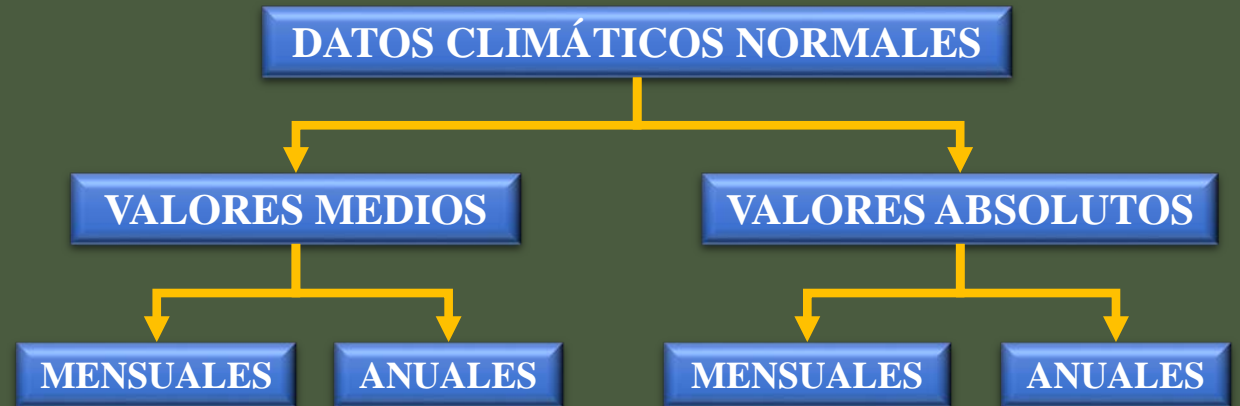 DATOS CLIMÁTICOS NORMALES
VALORES MEDIOS
VALORES ABSOLUTOS
MENSUALES
ANUALES
MENSUALES
ANUALES